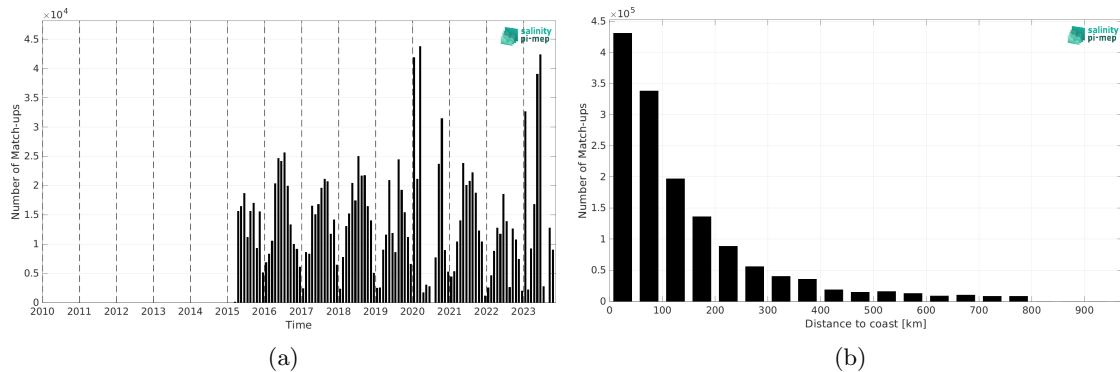 ×10⁴
4.5
4
3.5
3
2.5
2
1.5
1
0.5
0
Number of Match-ups
2010 2011 2012 2013 2014 2015 2016 2017 2018 2019 2020 2021 2022 2023
Time
salinity
pi-mep
(a)
×10⁵
4.5
4
3.5
3
2.5
2
1.5
1
0.5
0
Number of Match-ups
0 100 200 300 400 500 600 700 800 900
Distance to coast [km]
salinity
pi-mep
(b)